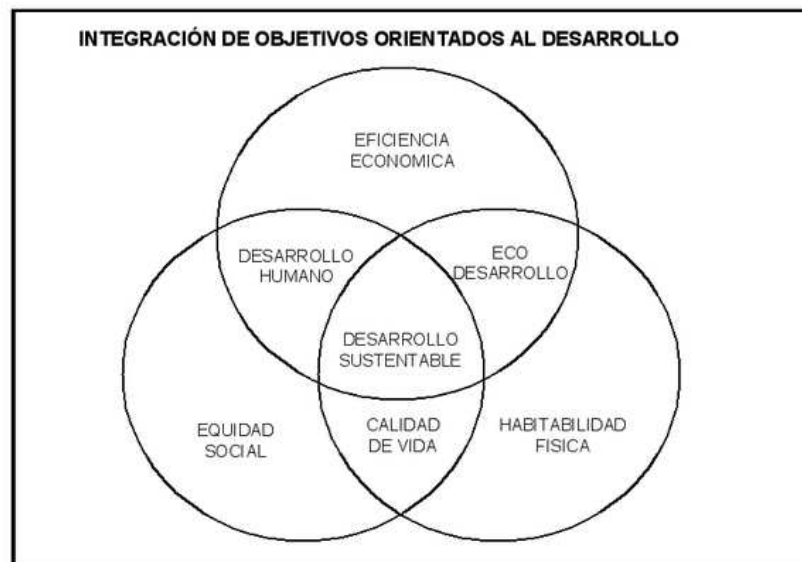 INTEGRACIÓN DE OBJETIVOS ORIENTADOS AL DESARROLLO
EFICIENCIA
ECONOMICA
DESARROLLO
HUMANO
ECO
DESARROLLO
DESARROLLO
SUSTENTABLE
EQUIDAD
SOCIAL
CALIDAD
DE VIDA
HABITABILIDAD
FISICA